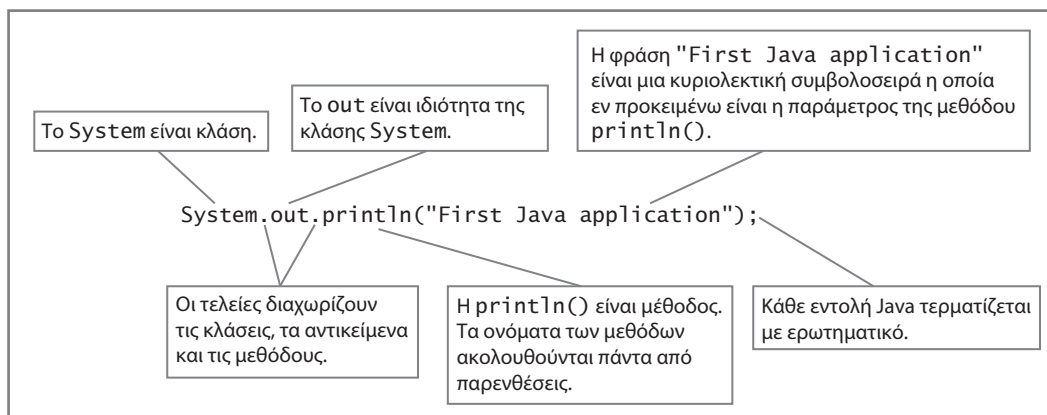 Η φράση "First Java application"
είναι μια κυριολεκτική συμβολοσειρά η οποία
εν προκειμένω είναι η παράμετρος της μεθόδου
println().
Το out είναι ιδιότητα της
κλάσης System.
Το System είναι κλάση.
System.out.println("First Java application");
Οι τελείες διαχωρίζουν
τις κλάσεις, τα αντικείμενα
και τις μεθόδους.
Η println() είναι μέθοδος.
Τα ονόματα των μεθόδων
ακολουθούνται πάντα από
παρενθέσεις.
Κάθε εντολή Java τερματίζεται
με ερωτηματικό.